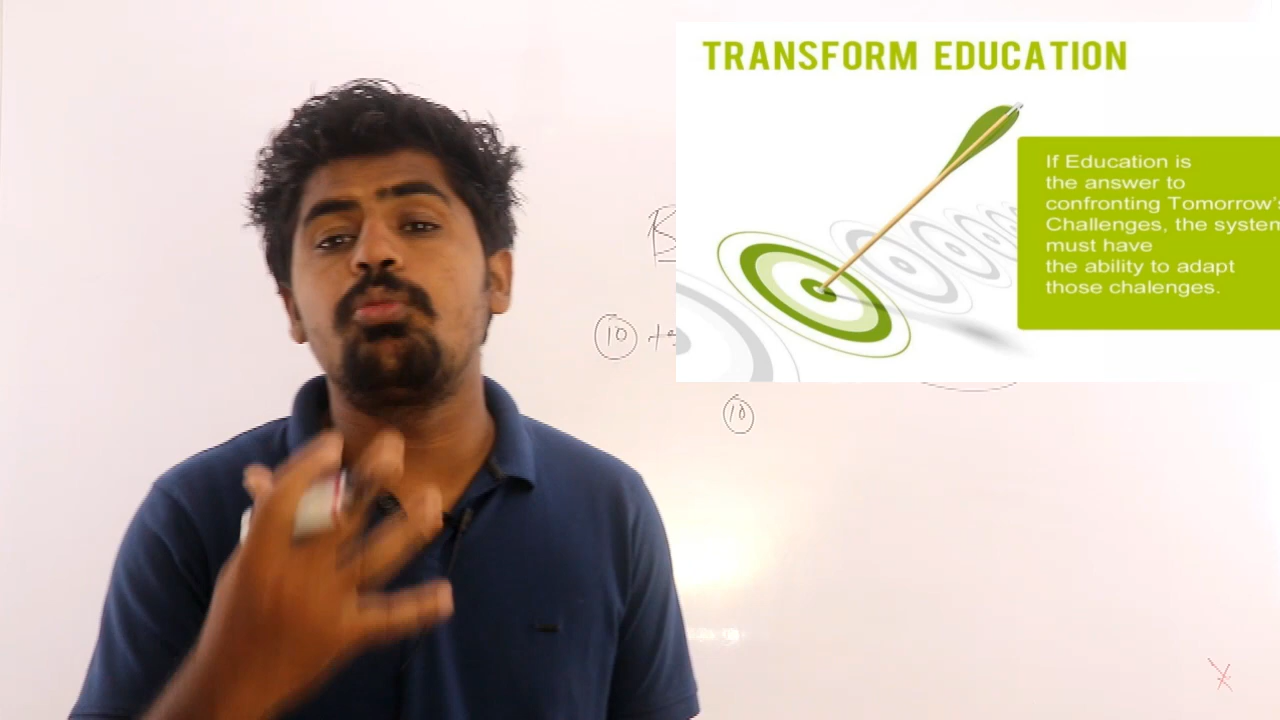 TRANSFORM EDUCATION
If Education is
the answer to
confronting Tomorrow's
Challenges, the system
must have
the ability to adapt
those chalenges.
10
10